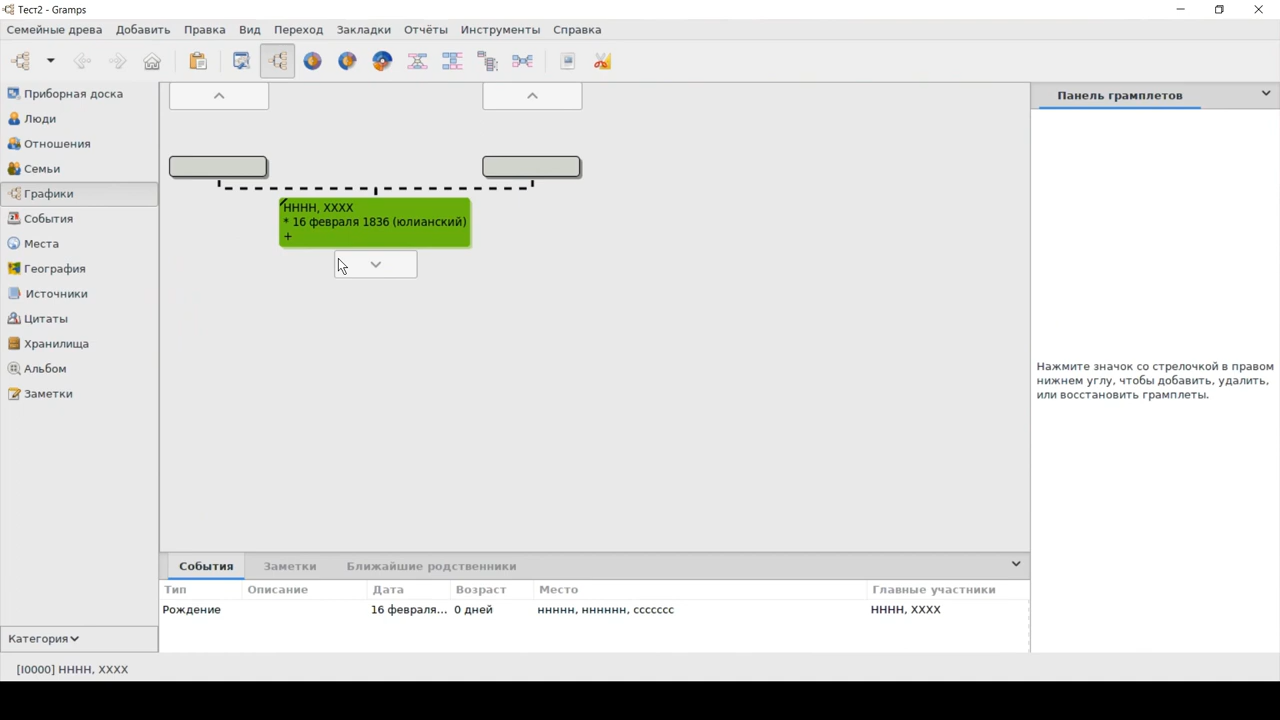 Тест2 - Gramps
Семейные древа Добавить Правка Вид Переход Закладки Отчёты Инструменты Справка
Приборная доска
Люди
Отношения
Семьи
Графики
События
Места
География
Источники
Цитаты
Хранилища
Альбом
Заметки
Категория
[I0000] НННН, ХХХХ
НННН, ХХХХ
* 16 февраля 1836 (юлианский)
+
События Заметки Ближайшие родственники
Тип Описание Дата Возраст Место Главные участники
Рождение 16 февраля... 0 дней ннннн, нннннн, ссссссс НННН, ХХХХ
Панель грамплетов
Нажмите значок со стрелочкой в правом
нижнем углу, чтобы добавить, удалить,
или восстановить грамплеты.